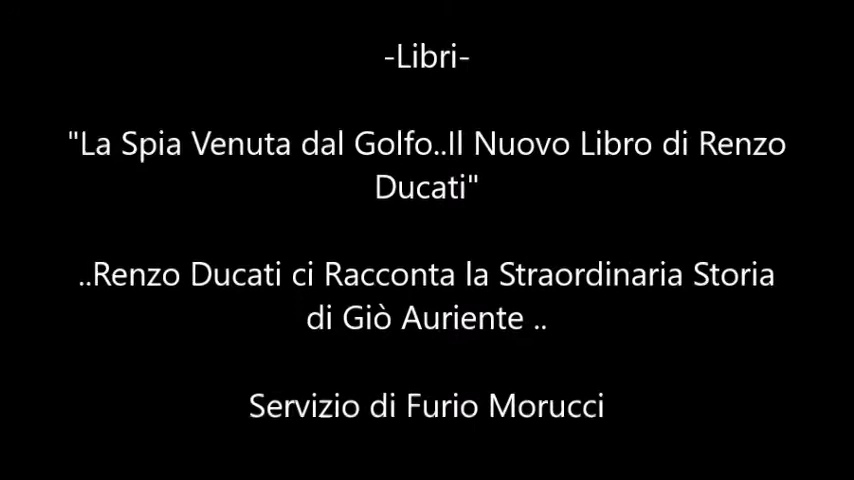 -Libri-
"La Spia Venuta dal Golfo..Il Nuovo Libro di Renzo
Ducati"
..Renzo Ducati ci Racconta la Straordinaria Storia
di Giò Auriente ..
Servizio di Furio Morucci